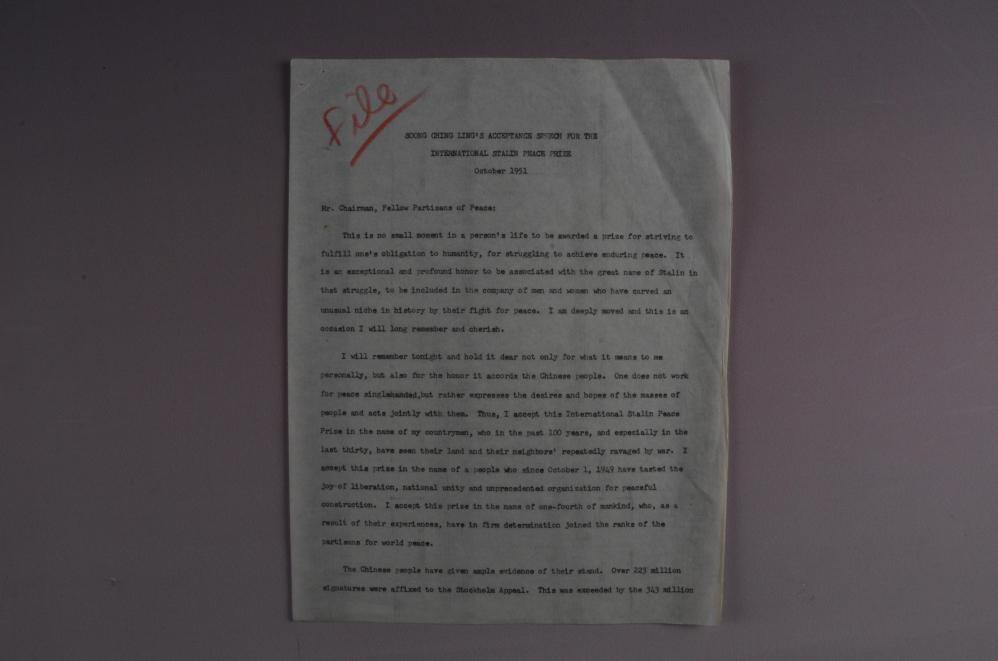 File
SOONG CHING LING'S ACCEPTANCE SPEECH FOR THE
INTERNATIONAL STALIN PEACE PRIZE
October 1951
Mr. Chairman, Fellow Partisans of Peace:
This is no small moment in a person's life to be awarded a prize for striving to
fulfill one's obligation to humanity, for struggling to achieve enduring peace. It
is an exceptional and profound honor to be associated with the great name of Stalin in
that struggle, to be included in the company of men and women who have carved an
unusual niche in history by their fight for peace. I am deeply moved and this is an
occasion I will long remember and cherish.
I will remember tonight and hold it dear not only for what it means to me
personally, but also for the honor it accords the Chinese people. One does not work
for peace singlehanded,but rather expresses the desires and hopes of the masses of
people and acts jointly with them. Thus, I accept this International Stalin Peace
Prize in the name of my countrymen, who in the past 100 years, and especially in the
last thirty, have seen their land and their neighbors' repeatedly ravaged by war. I
accept this prize in the name of a people who since October 1, 1949 have tasted the
joy of liberation, national unity and unprecedented organization for peaceful
construction. I accept this prize in the name of one-fourth of mankind, who, as a
result of their experiences, have in firm determination joined the ranks of the
partisans for world peace.
The Chinese people have given ample evidence of their stand. Over 223 million
signatures were affixed to the Stockholm Appeal. This was exceeded by the 343 million